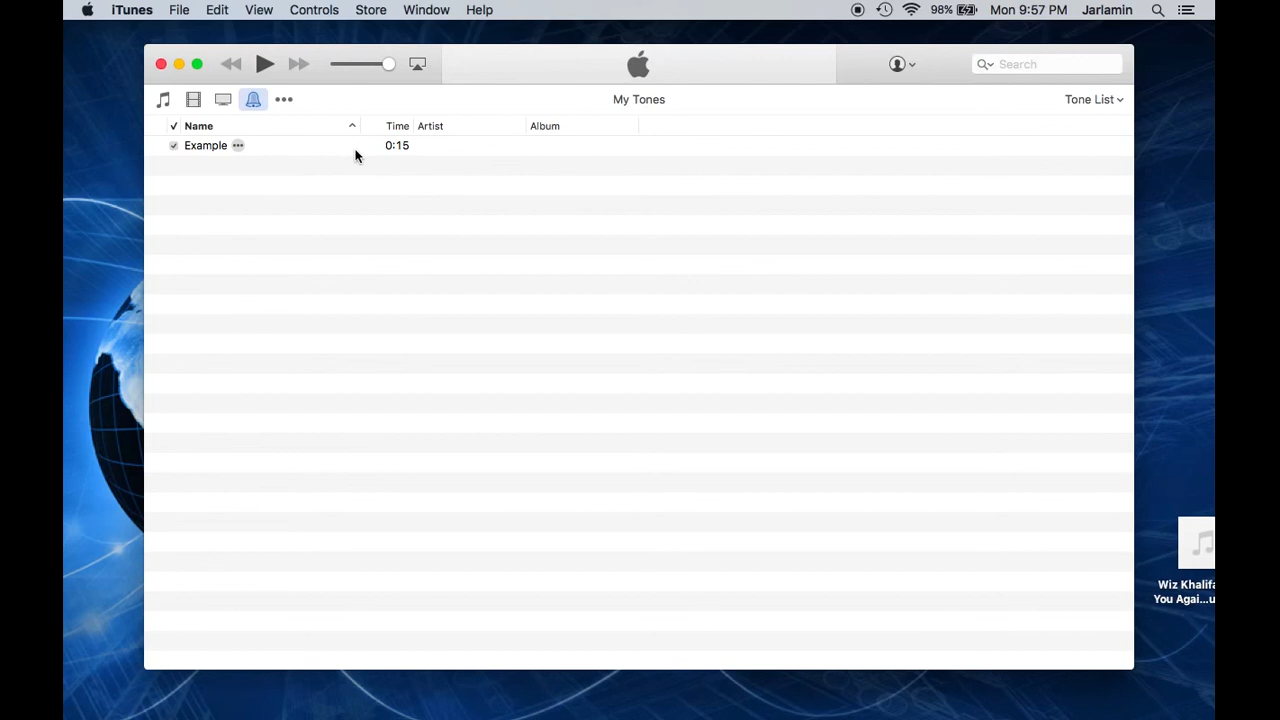 iTunes File Edit View Controls Store Window Help 98% Mon 9:57 PM Jarlamin
Search
My Tones Tone List
✓ Name Time Artist Album
Example ••• 0:15
Wiz Khalifa
You Agai...u